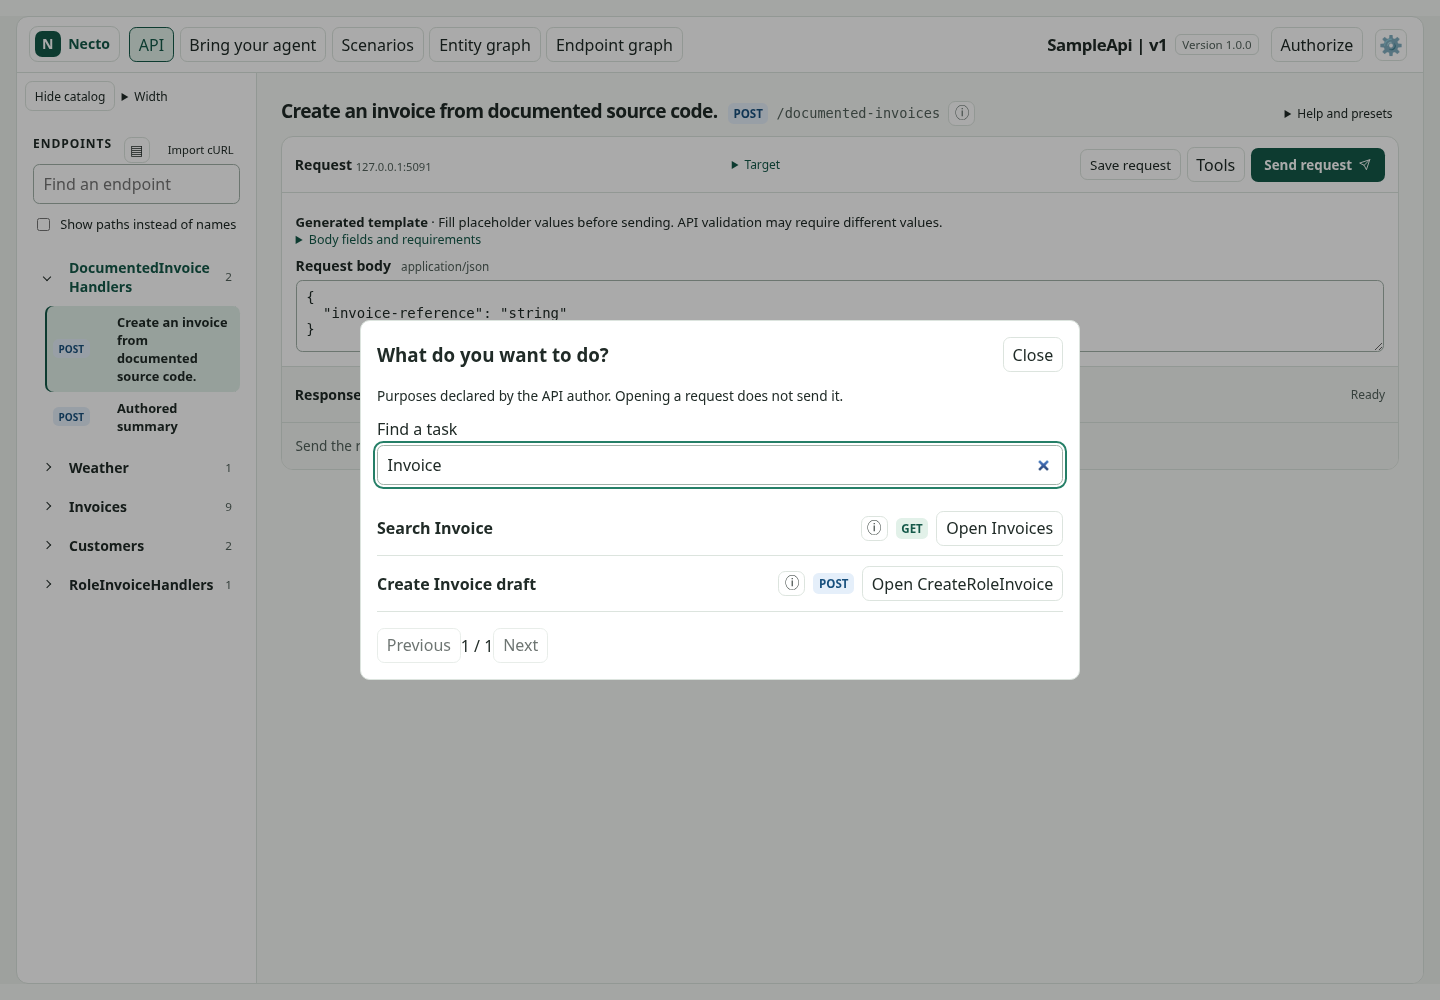 N Necto API Bring your agent Scenarios Entity graph Endpoint graph SampleApi | v1 Version 1.0.0 Authorize
Hide catalog ▶ Width
ENDPOINTS Import cURL
Find an endpoint
Show paths instead of names
DocumentedInvoice Handlers 2
POST Create an invoice from documented source code.
POST Authored summary
Weather 1
Invoices 9
Customers 2
RoleInvoiceHandlers 1
Create an invoice from documented source code. POST /documented-invoices ⓘ ▶ Help and presets
Request 127.0.0.1:5091 ▶ Target Save request Tools Send request
Generated template · Fill placeholder values before sending. API validation may require different values.
▶ Body fields and requirements
Request body application/json
{
"invoice-reference": "string"
}
Response Ready
Send the r
What do you want to do? Close
Purposes declared by the API author. Opening a request does not send it.
Find a task
Invoice
Search Invoice ⓘ GET Open Invoices
Create Invoice draft ⓘ POST Open CreateRoleInvoice
Previous 1 / 1 Next